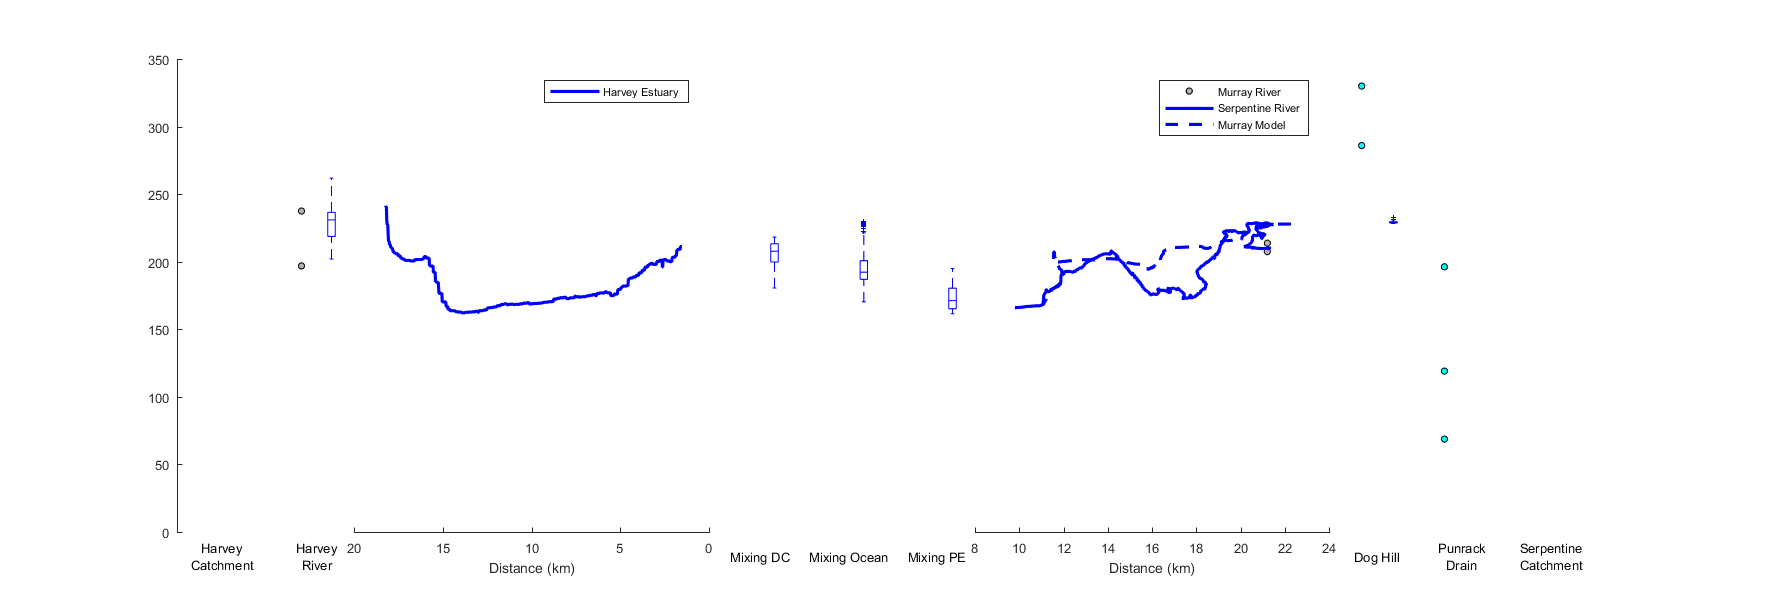 350
300
250
200
150
100
50
0
Harvey Estuary
Murray River
Serpentine River
Murray Model
Harvey
Catchment
Harvey
River
20 15 10 5 0
Distance (km)
Mixing DC
Mixing Ocean
Mixing PE
8 10 12 14 16 18 20 22 24
Distance (km)
Dog Hill
Punrack
Drain
Serpentine
Catchment